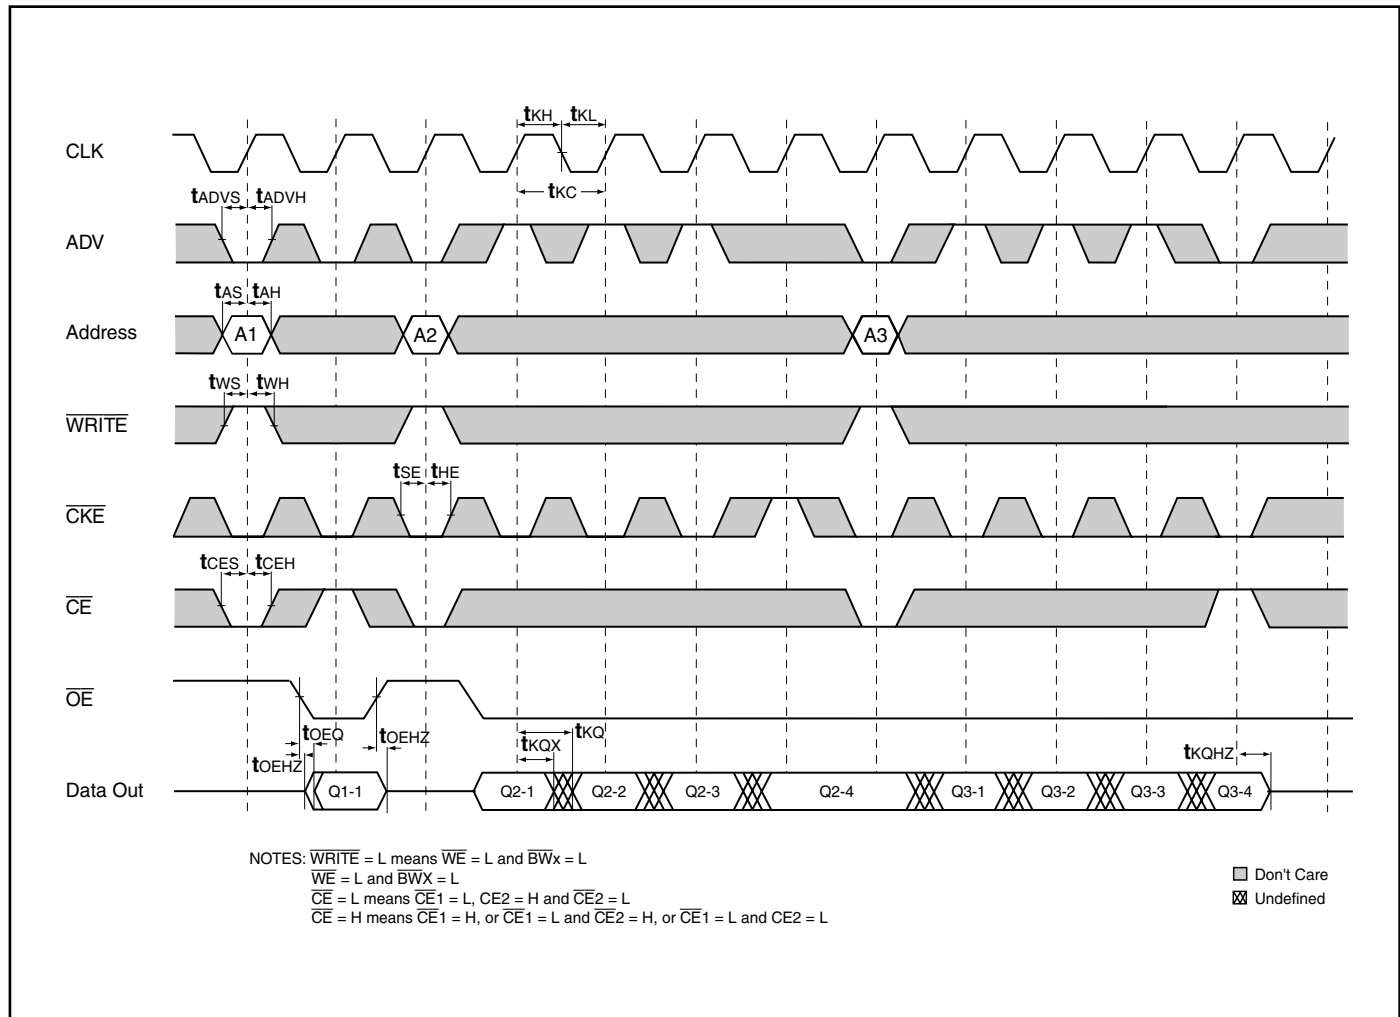 tKH tKL
CLK
tKC
tADVS tADVH
ADV
tAS tAH
Address A1 A2 A3
tWS tWH
WRITE
tSE tHE
CKE
tCES tCEH
CE
OE
tOEQ tOEHZ tKQ
tOEHZ tKQX tKQHZ
Data Out Q1-1 Q2-1 Q2-2 Q2-3 Q2-4 Q3-1 Q3-2 Q3-3 Q3-4
NOTES: WRITE = L means WE = L and BWx = L
WE = L and BWX = L
CE = L means CE1 = L, CE2 = H and CE2 = L
CE = H means CE1 = H, or CE1 = L and CE2 = H, or CE1 = L and CE2 = L
Don't Care
Undefined